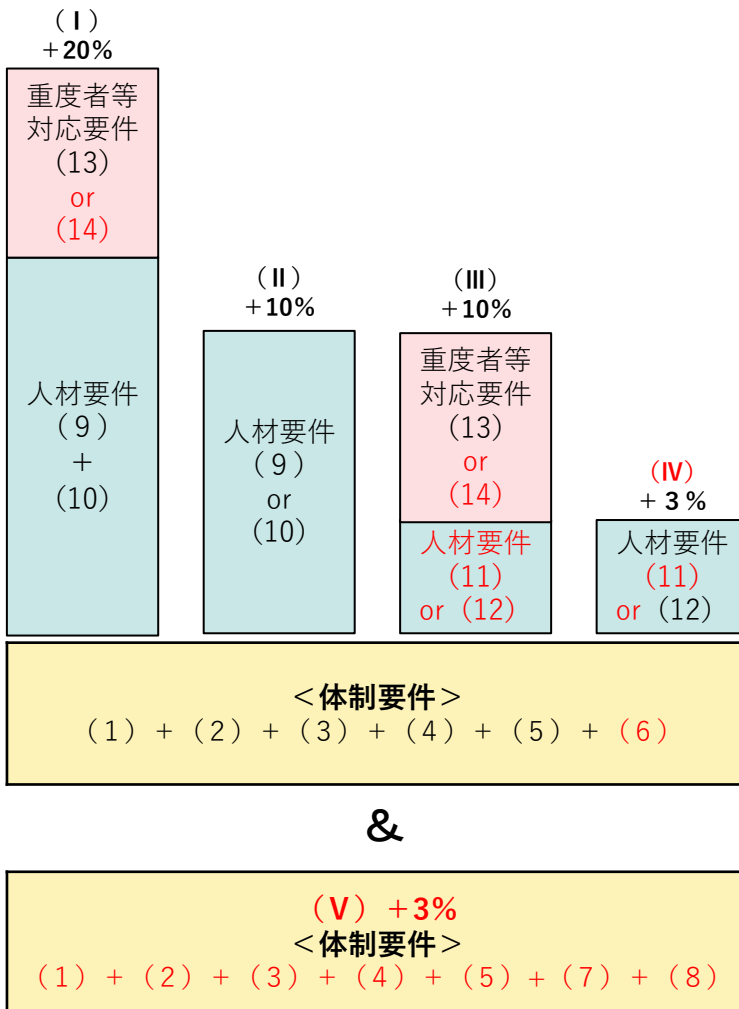 (Ⅰ)
+20%
重度者等
対応要件
(13)
or
(14)
人材要件
(9)
+
(10)
(Ⅱ)
+10%
人材要件
(9)
or
(10)
(Ⅲ)
+10%
重度者等
対応要件
(13)
or
(14)
人材要件
(11)
or (12)
(Ⅳ)
+3%
人材要件
(11)
or (12)
<体制要件>
(1) + (2) + (3) + (4) + (5) + (6)
&
(Ⅴ) +3%
<体制要件>
(1) + (2) + (3) + (4) + (5) + (7) + (8)